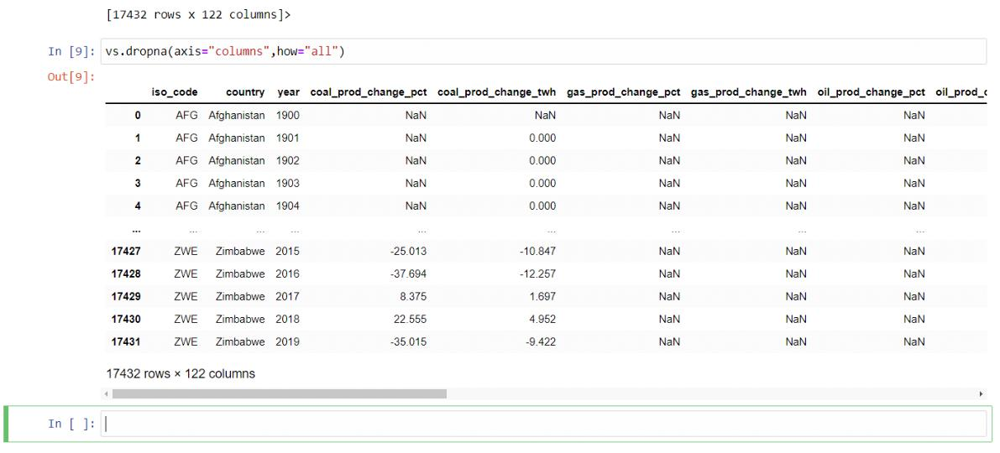 [17432 rows x 122 columns]>
In [9]: vs.dropna(axis="columns",how="all")
Out[9]:
iso_code country year coal_prod_change_pct coal_prod_change_twh gas_prod_change_pct gas_prod_change_twh oil_prod_change_pct oil_prod_c
0 AFG Afghanistan 1900 NaN NaN NaN NaN NaN
1 AFG Afghanistan 1901 NaN 0.000 NaN NaN NaN
2 AFG Afghanistan 1902 NaN 0.000 NaN NaN NaN
3 AFG Afghanistan 1903 NaN 0.000 NaN NaN NaN
4 AFG Afghanistan 1904 NaN 0.000 NaN NaN NaN
... ... ... ... ... ... ... ... ...
17427 ZWE Zimbabwe 2015 -25.013 -10.847 NaN NaN NaN
17428 ZWE Zimbabwe 2016 -37.694 -12.257 NaN NaN NaN
17429 ZWE Zimbabwe 2017 8.375 1.697 NaN NaN NaN
17430 ZWE Zimbabwe 2018 22.555 4.952 NaN NaN NaN
17431 ZWE Zimbabwe 2019 -35.015 -9.422 NaN NaN NaN
17432 rows × 122 columns
In [ ]: